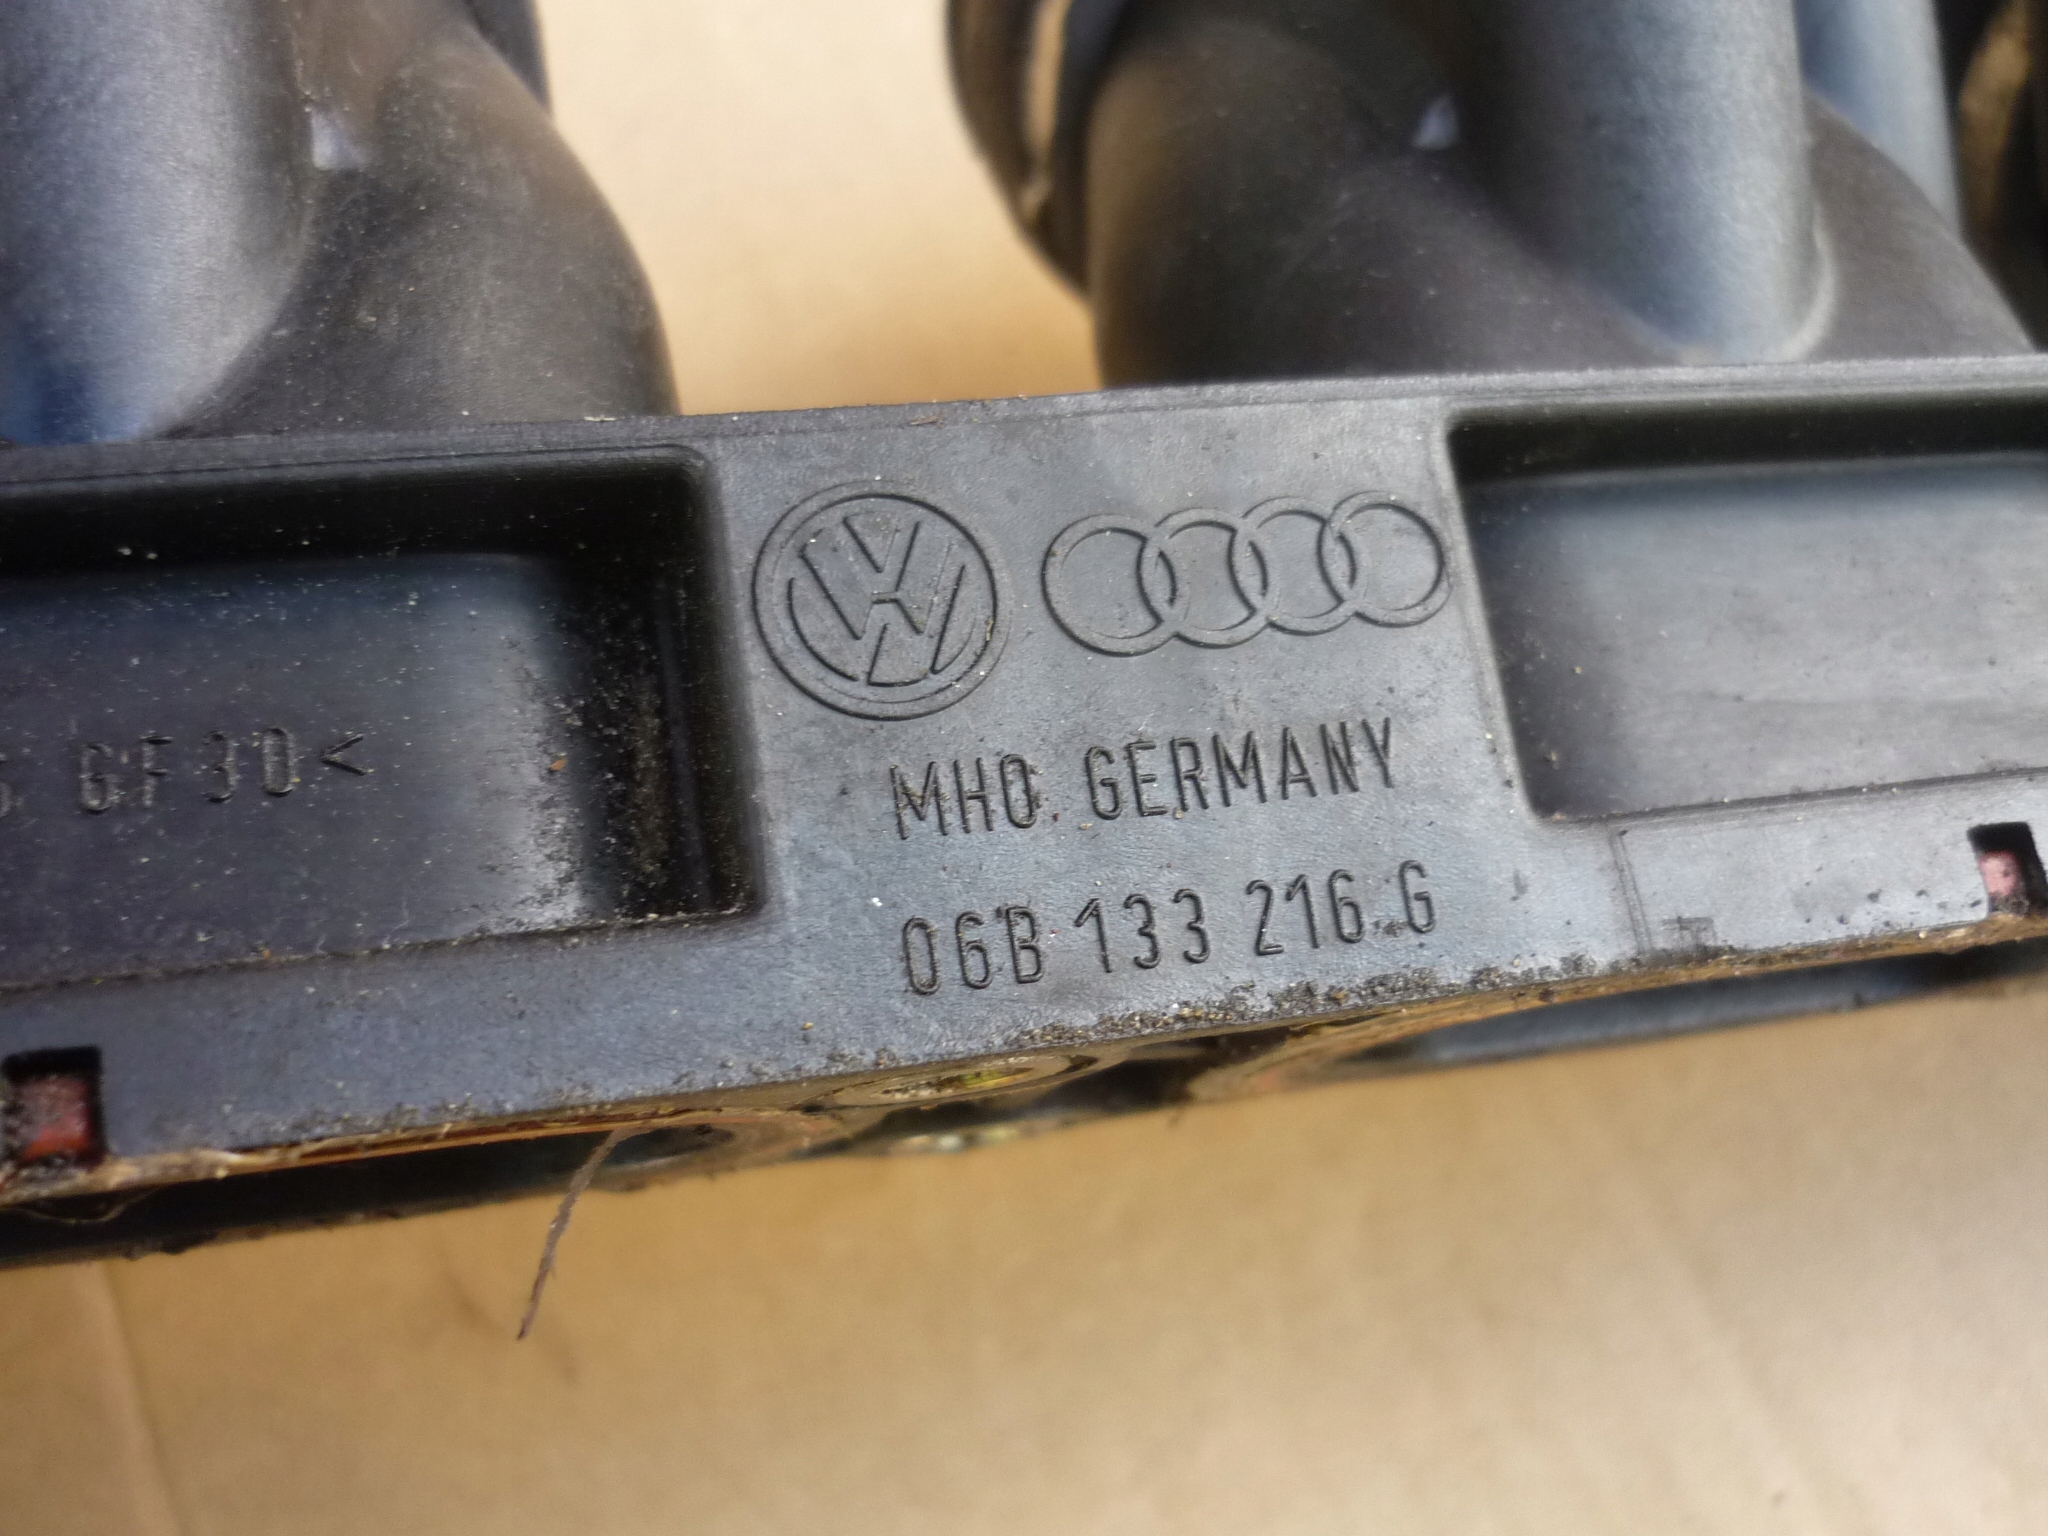 GF30<
MHO. GERMANY
06B 133 216 G